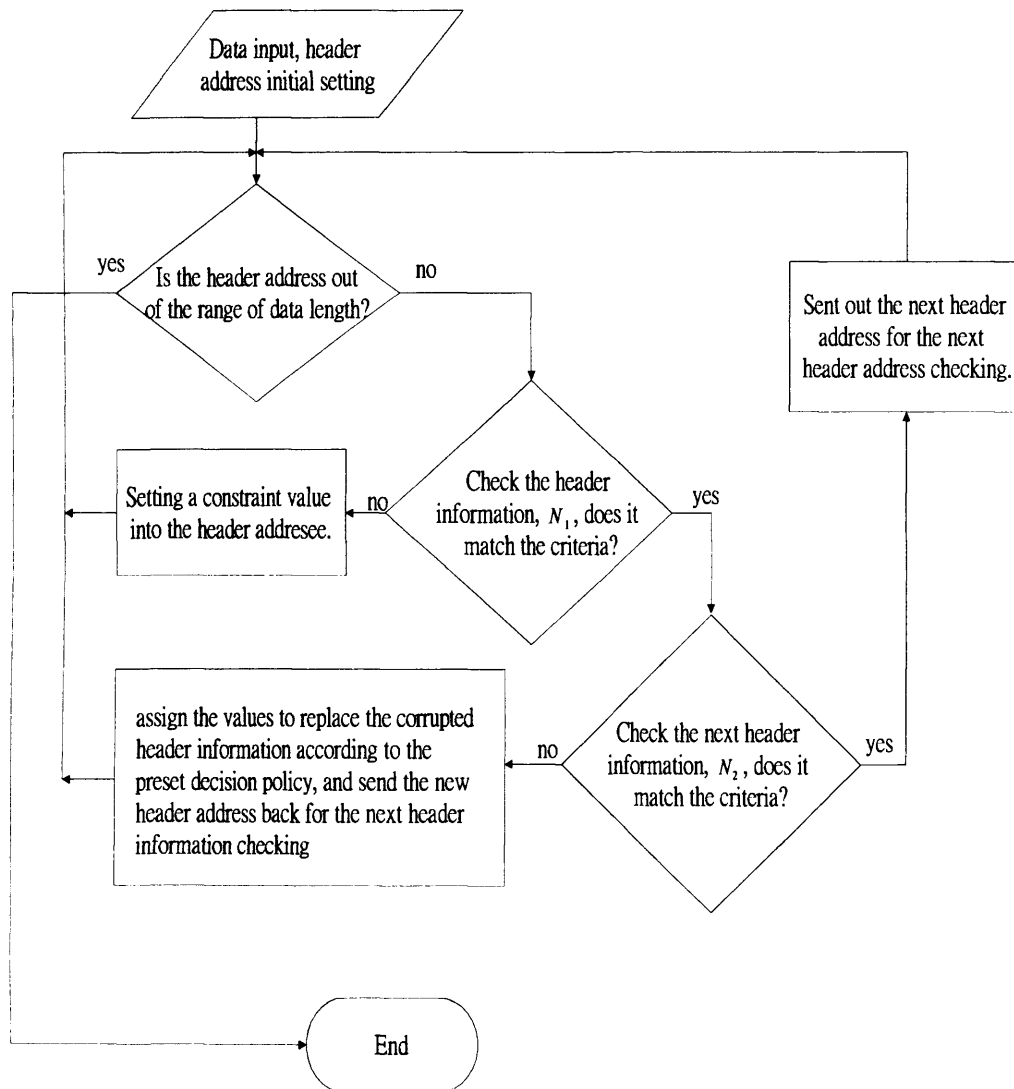 Data input, header
address initial setting
yes
Is the header address out
of the range of data length?
no
Sent out the next header
address for the next
header address checking.
Setting a constraint value
into the header addresee.
no
Check the header
information, N₁, does it
match the criteria?
yes
assign the values to replace the corrupted
header information according to the
preset decision policy, and send the new
header address back for the next header
information checking
no
Check the next header
information, N₂, does it
match the criteria?
yes
End